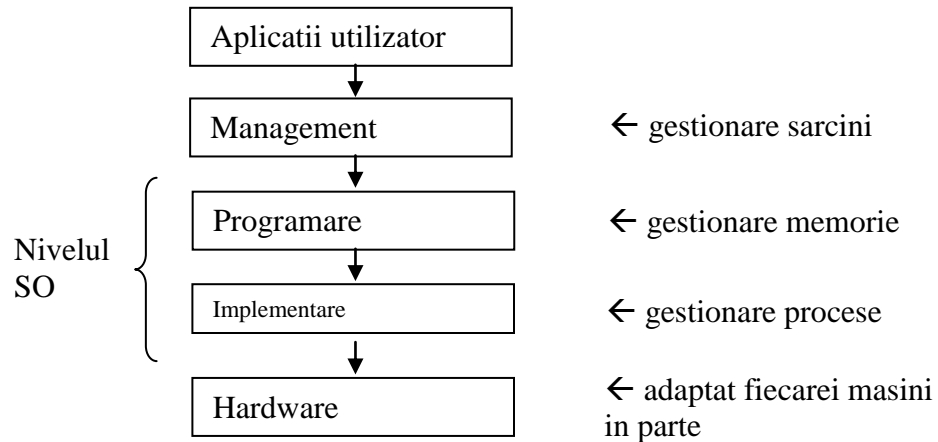 Aplicatii utilizator
Management
← gestionare sarcini
Programare
← gestionare memorie
Nivelul
SO
Implementare
← gestionare procese
Hardware
← adaptat fiecarei masini
in parte